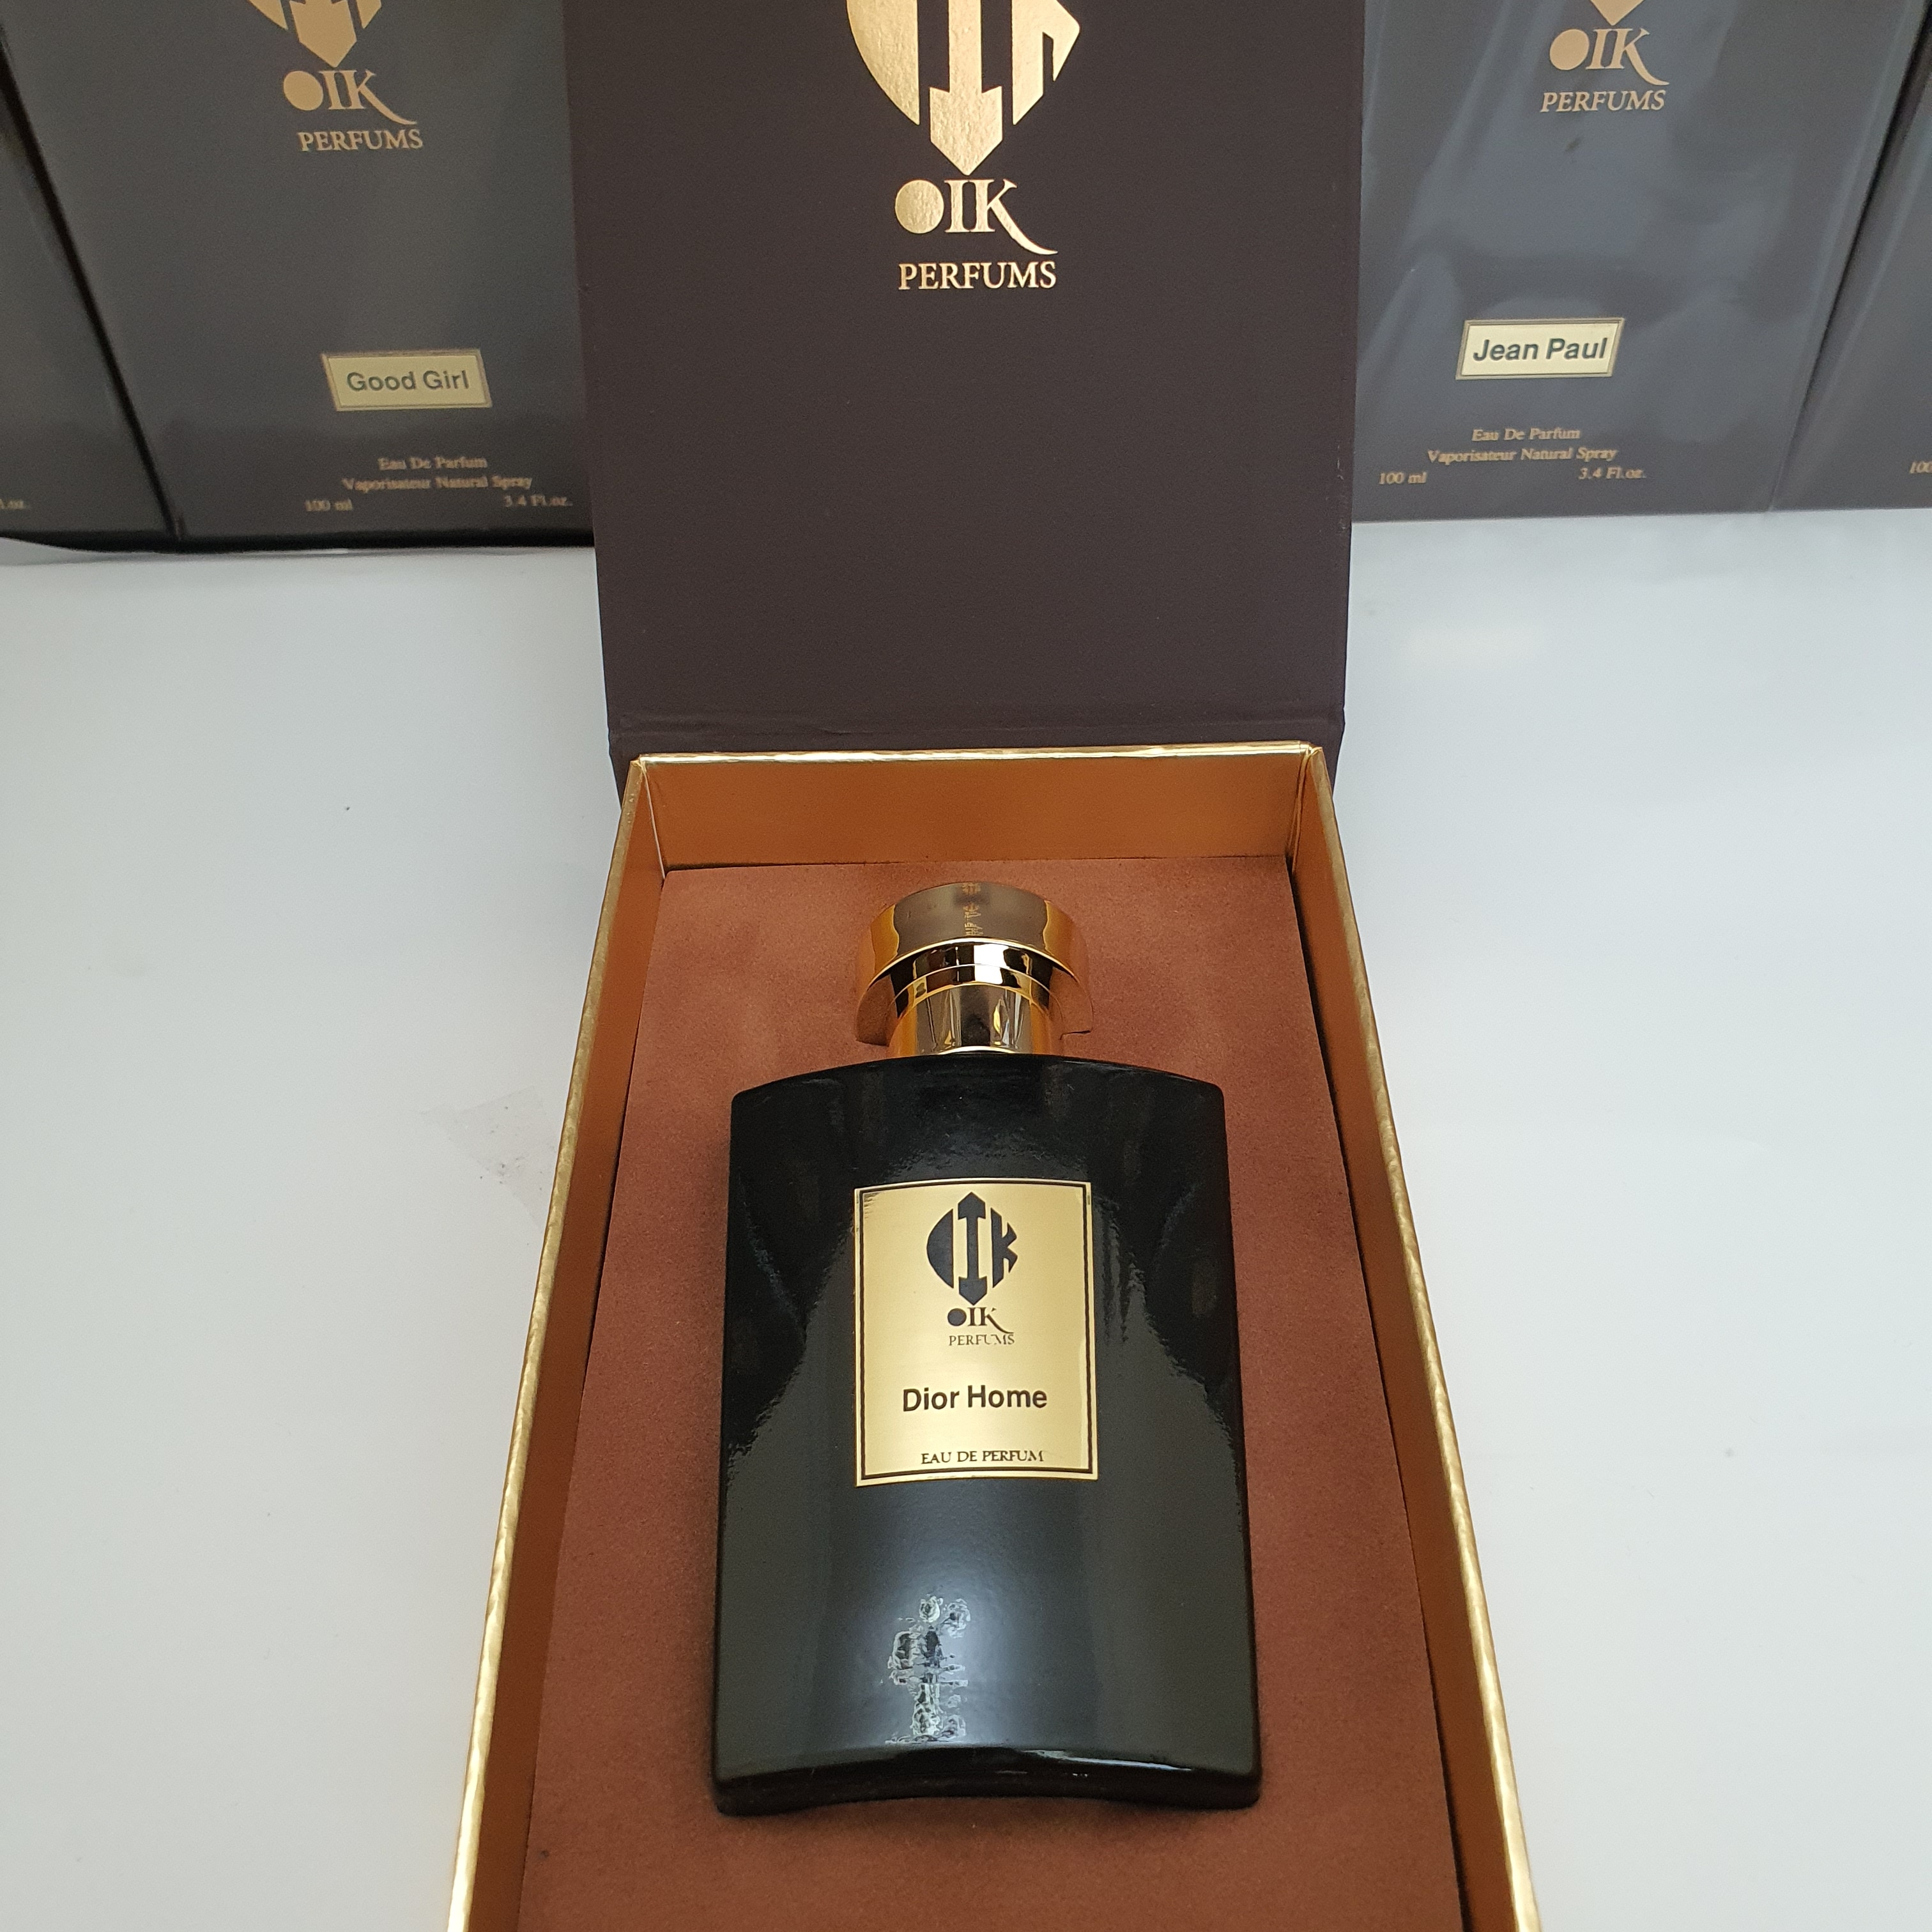 OIK
PERFUMS
Good Girl
Eau De Parfum
Vaporisateur Natural Spray
100 ml 3.4 Fl.oz.
OIK
PERFUMS
OIK
PERFUMS
Jean Paul
Eau De Parfum
Vaporisateur Natural Spray
100 ml 3.4 Fl.oz.
OIK
OIK
PERFUMS
Dior Home
EAU DE PERFUM